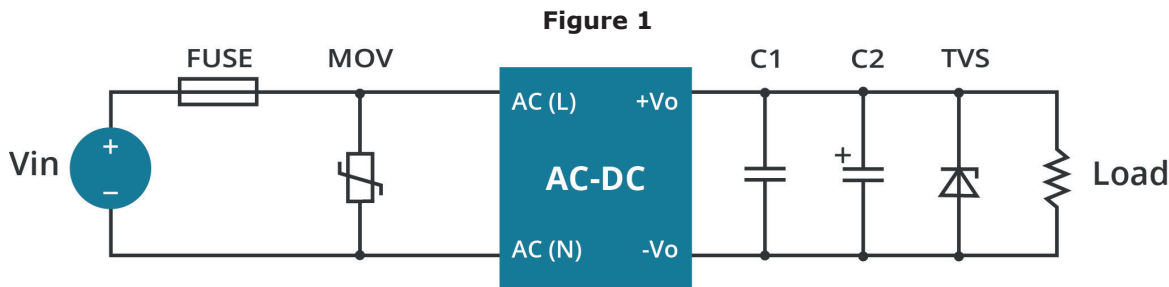 Figure 1
FUSE MOV C1 C2 TVS
AC (L) +Vo
Vin + − AC-DC + Load
AC (N) -Vo